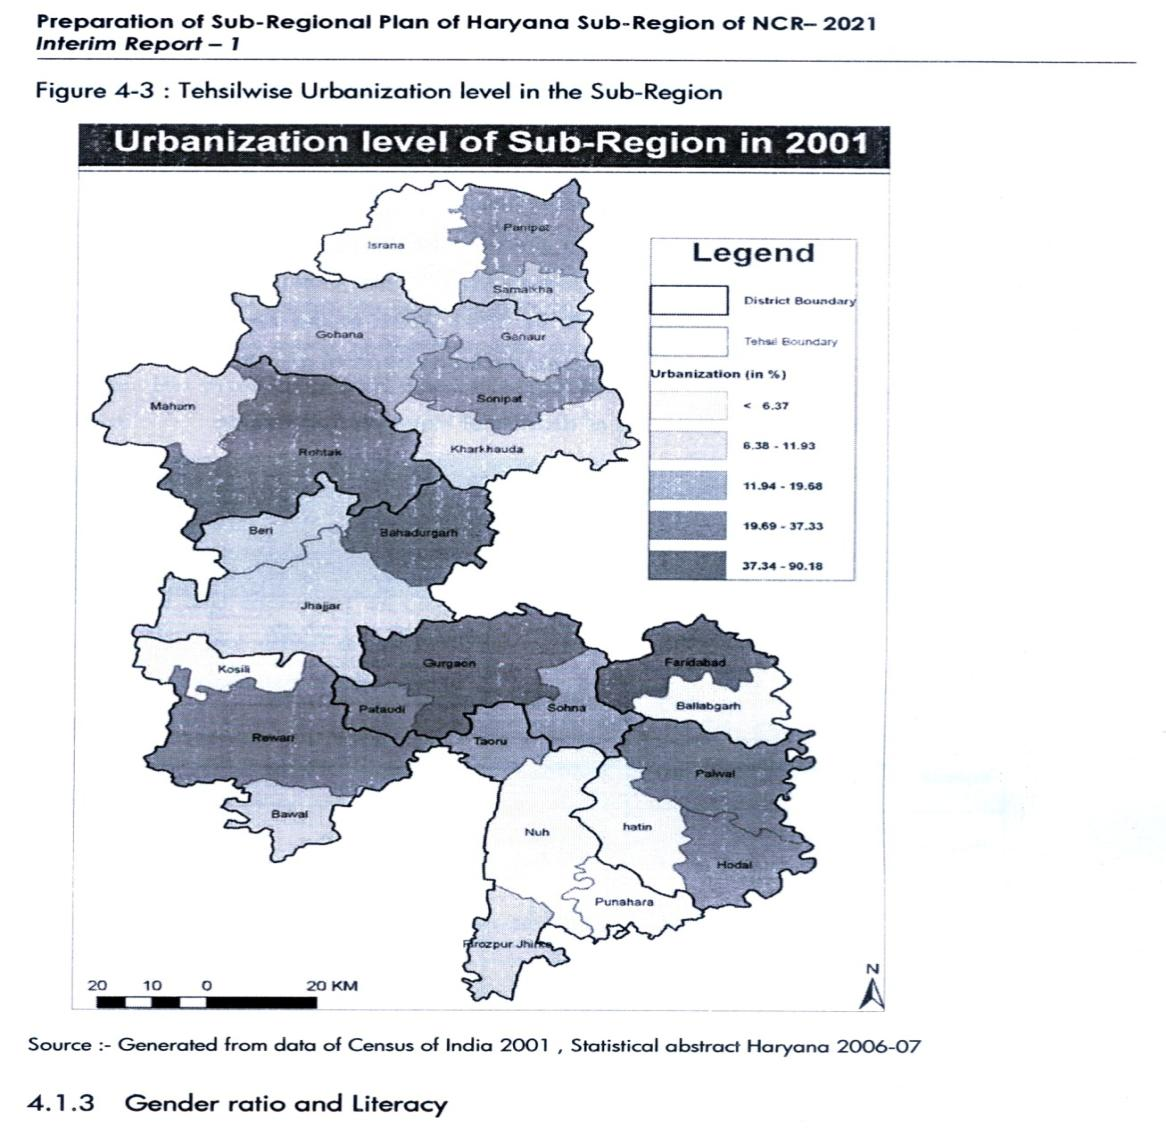 Preparation of Sub-Regional Plan of Haryana Sub-Region of NCR– 2021
Interim Report – 1
Figure 4-3 : Tehsilwise Urbanization level in the Sub-Region
Urbanization level of Sub-Region in 2001
Panipat
Israna
Legend
Samalkha
District Boundary
Gohana
Ganaur
Tehsil Boundary
Urbanization (in %)
Sonipat
Maham
< 6.37
Rohtak
Kharkhauda
6.38 - 11.93
11.94 - 19.68
Beri
Bahadurgarh
19.69 - 37.33
37.34 - 90.18
Jhajjar
Kosili
Gurgaon
Faridabad
Pataudi
Sohna
Ballabgarh
Rewari
Taoru
Palwal
Bawal
Nuh
hatin
Hodal
Punahara
Firozpur Jhirka
N
20 10 0 20 KM
Source :- Generated from data of Census of India 2001 , Statistical abstract Haryana 2006-07
4.1.3 Gender ratio and Literacy